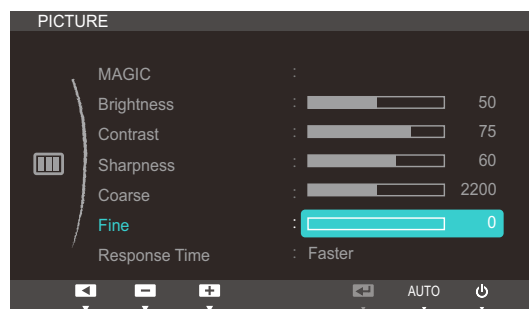 PICTURE
MAGIC :
Brightness : 50
Contrast : 75
Sharpness : 60
Coarse : 2200
Fine : 0
Response Time : Faster
AUTO